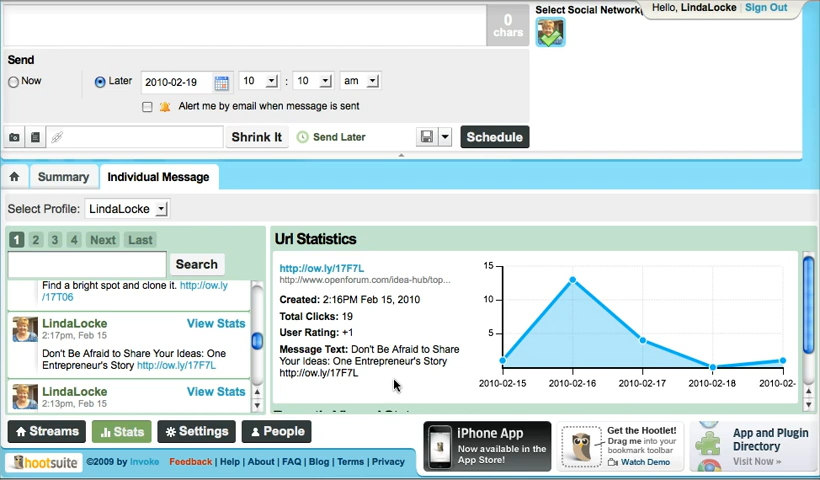 0
chars
Select Social Network
Hello, LindaLocke Sign Out
Send
Now
Later
2010-02-19
10
:
10
am
Alert me by email when message is sent
Shrink It
Send Later
Schedule
Summary
Individual Message
Select Profile:
LindaLocke
1
2
3
4
Next
Last
Search
Find a bright spot and clone it. http://ow.ly
/17T06
LindaLocke
View Stats
2:17pm, Feb 15
Don't Be Afraid to Share Your Ideas: One
Entrepreneur's Story http://ow.ly/17F7L
LindaLocke
View Stats
2:13pm, Feb 15
Url Statistics
http://ow.ly/17F7L
http://www.openforum.com/idea-hub/top...
Created: 2:16PM Feb 15, 2010
Total Clicks: 19
User Rating: +1
Message Text: Don't Be Afraid to Share
Your Ideas: One Entrepreneur's Story
http://ow.ly/17F7L
15
10
5
2010-02-15
2010-02-16
2010-02-17
2010-02-18
2010-02-
Streams
Stats
Settings
People
iPhone App
Now available in the
App Store!
Get the Hootlet!
Drag me into your
bookmark toolbar
Watch Demo
App and Plugin
Directory
Visit Now »
hootsuite
©2009 by Invoke
Feedback | Help | About | FAQ | Blog | Terms | Privacy